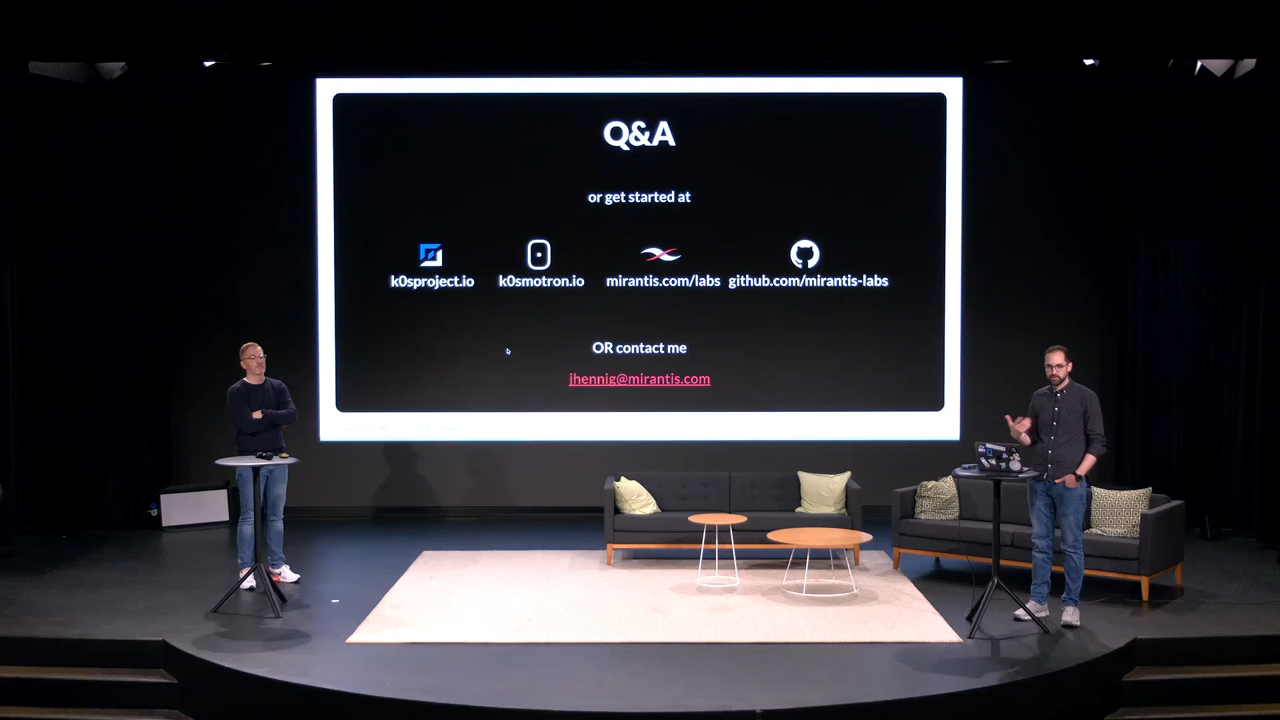 Q&A
or get started at
k0sproject.io k0smotron.io mirantis.com/labs github.com/mirantis-labs
OR contact me
jhennig@mirantis.com